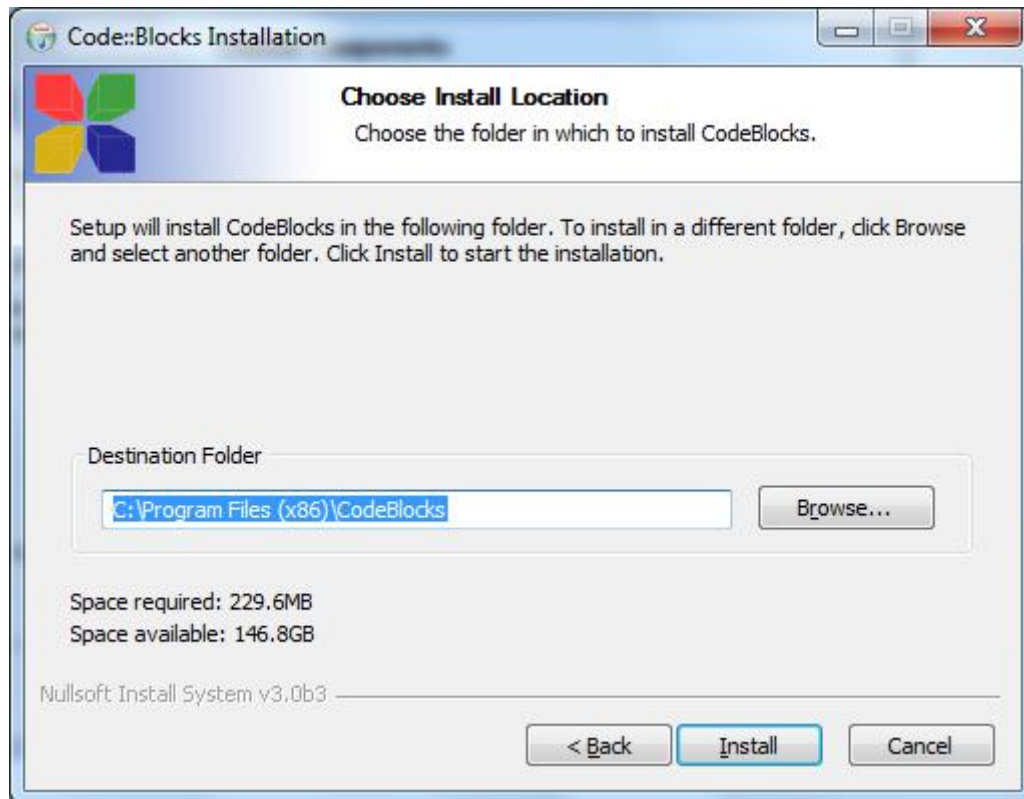 Code::Blocks Installation
Choose Install Location
Choose the folder in which to install CodeBlocks.
Setup will install CodeBlocks in the following folder. To install in a different folder, click Browse
and select another folder. Click Install to start the installation.
Destination Folder
C:\Program Files (x86)\CodeBlocks
Browse...
Space required: 229.6MB
Space available: 146.8GB
Nullsoft Install System v3.0b3
< Back Install Cancel